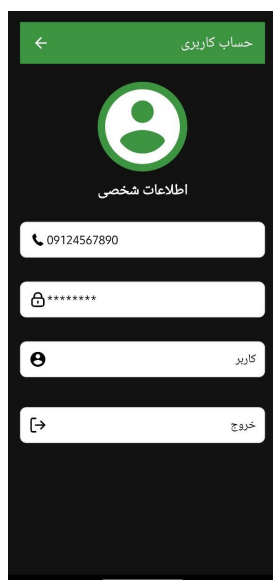 حساب کاربری
اطلاعات شخصی
09124567890
********
کاربر
خروج